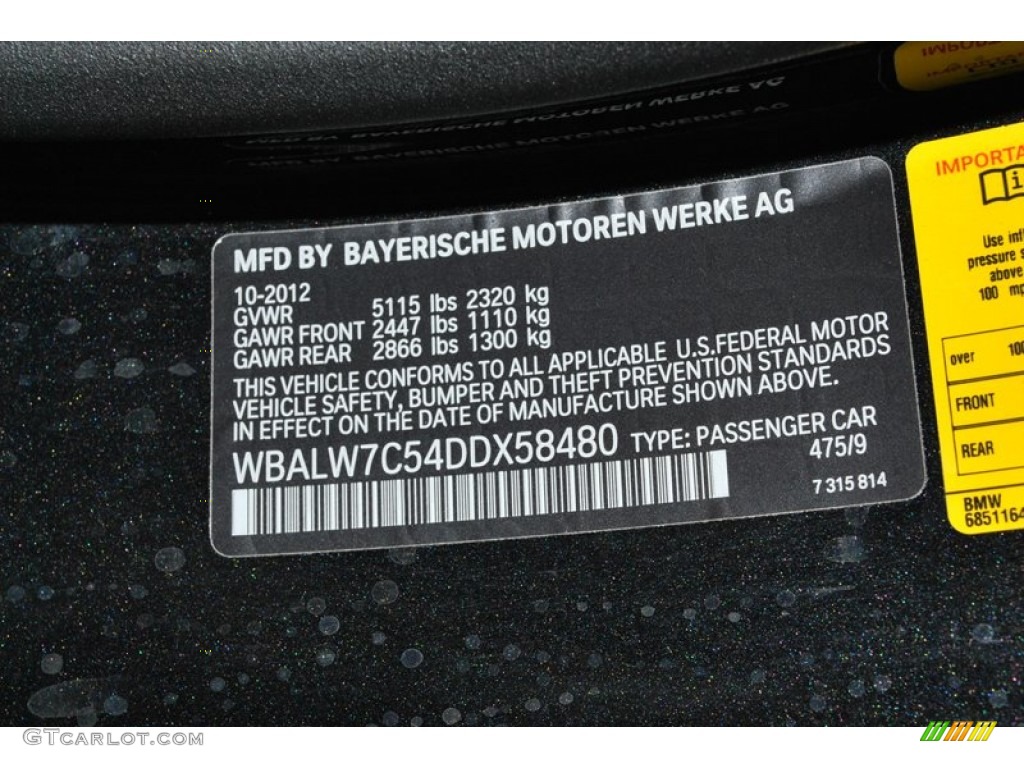 MFD BY BAYERISCHE MOTOREN WERKE AG
10-2012
GVWR 5115 lbs 2320 kg
GAWR FRONT 2447 lbs 1110 kg
GAWR REAR 2866 lbs 1300 kg
THIS VEHICLE CONFORMS TO ALL APPLICABLE U.S.FEDERAL MOTOR
VEHICLE SAFETY, BUMPER AND THEFT PREVENTION STANDARDS
IN EFFECT ON THE DATE OF MANUFACTURE SHOWN ABOVE.
WBALW7C54DDX58480 TYPE: PASSENGER CAR
475/9
7 315 814
IMPORTA
i
Use inf
pressure s
above
100 mp
over 100
FRONT
REAR
BMW
6851164
GTCarlot.com